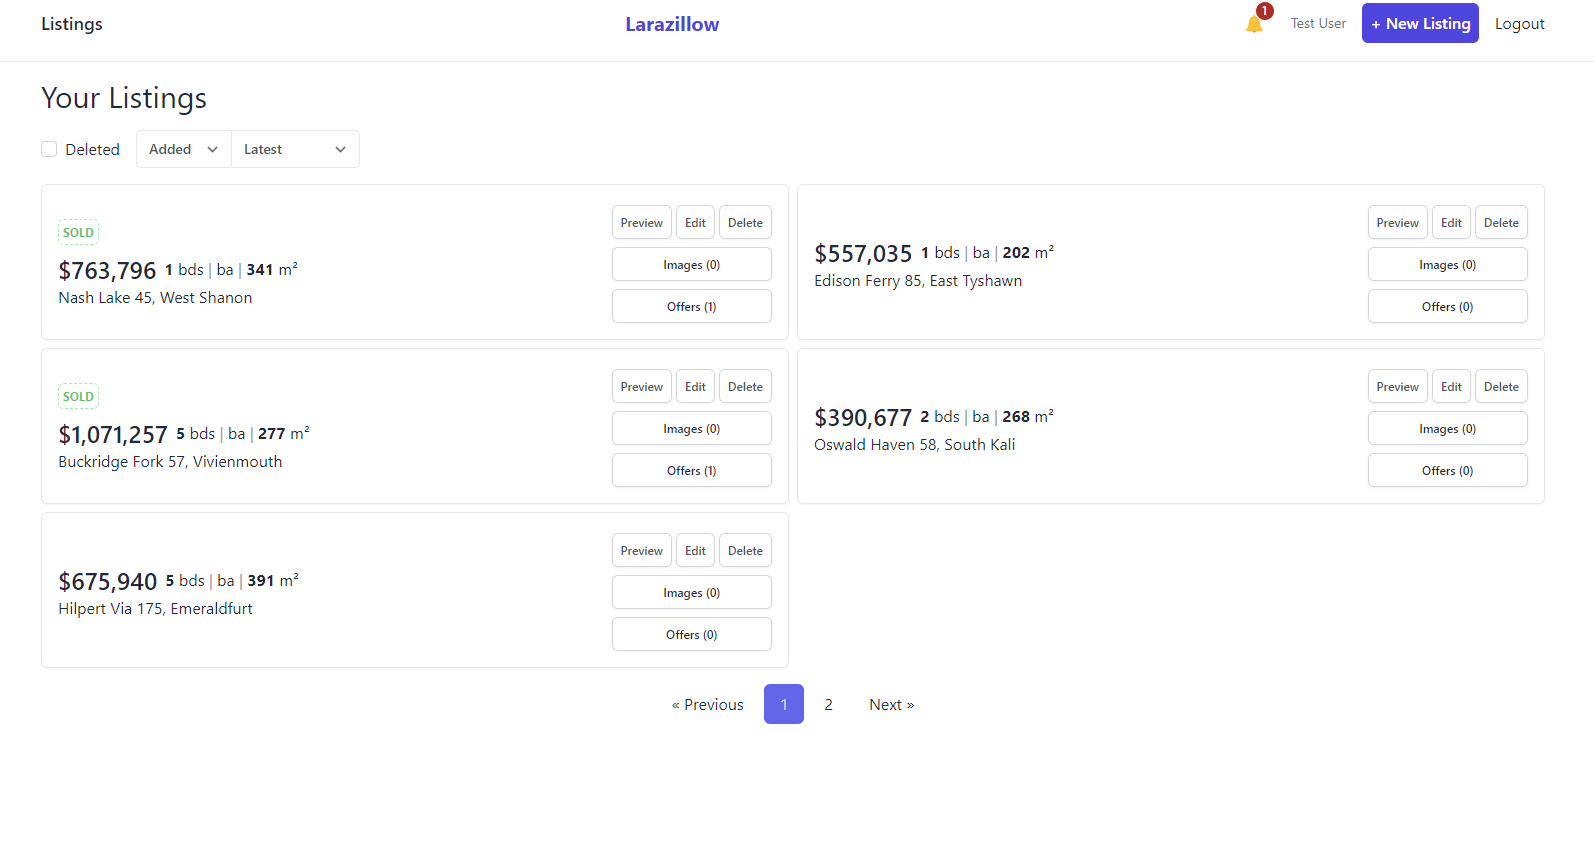 Listings
Larazillow
1
Test User
+ New Listing
Logout
Your Listings
Deleted
Added
Latest
SOLD
$763,796 1 bds | ba | 341 m²
Nash Lake 45, West Shanon
Preview
Edit
Delete
Images (0)
Offers (1)
$557,035 1 bds | ba | 202 m²
Edison Ferry 85, East Tyshawn
Preview
Edit
Delete
Images (0)
Offers (0)
SOLD
$1,071,257 5 bds | ba | 277 m²
Buckridge Fork 57, Vivienmouth
Preview
Edit
Delete
Images (0)
Offers (1)
$390,677 2 bds | ba | 268 m²
Oswald Haven 58, South Kali
Preview
Edit
Delete
Images (0)
Offers (0)
$675,940 5 bds | ba | 391 m²
Hilpert Via 175, Emeraldfurt
Preview
Edit
Delete
Images (0)
Offers (0)
« Previous 1 2 Next »